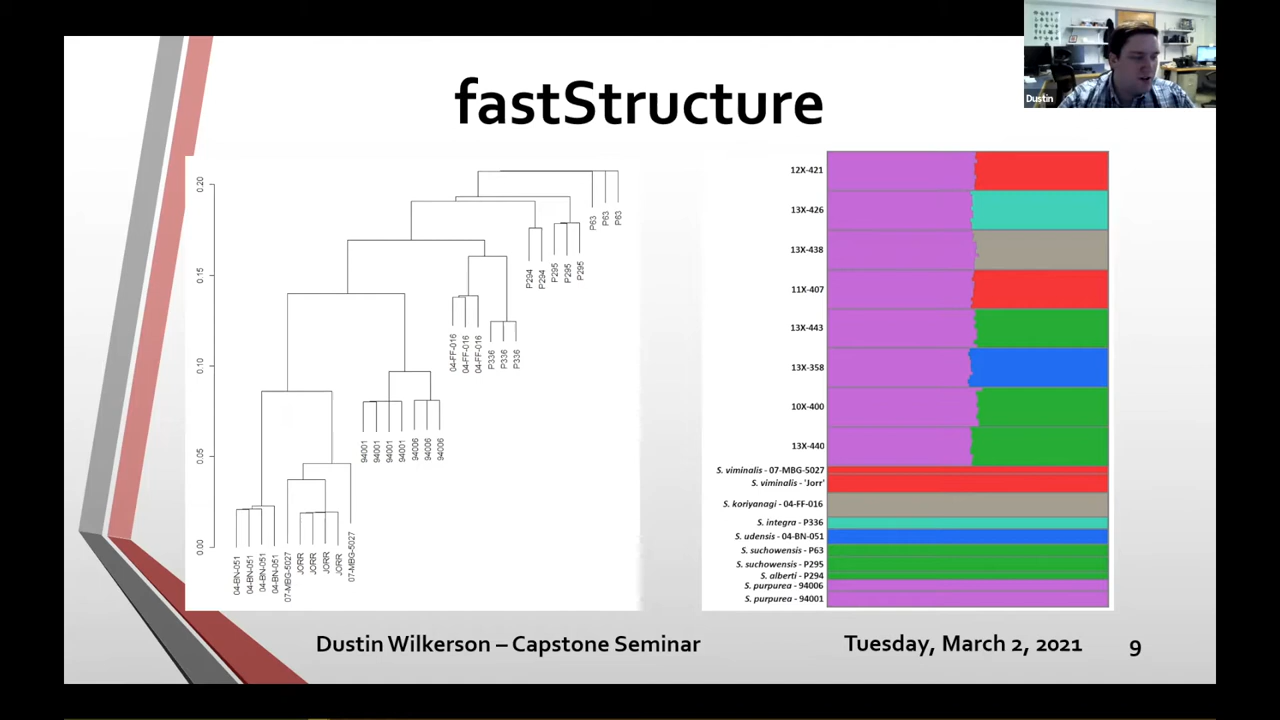 Dustin
fastStructure
0.20
0.15
0.10
0.05
0.00
04-BN-051
04-BN-051
04-BN-051
04-BN-051
07-MBG-5027
JORR
JORR
JORR
JORR
07-MBG-5027
94001
94001
94001
94001
94006
94006
94006
04-FF-016
04-FF-016
04-FF-016
P336
P336
P336
P294
P294
P295
P295
P295
P63
P63
P63
12X-421
13X-426
13X-438
11X-407
13X-443
13X-358
10X-400
13X-440
S. viminalis - 07-MBG-5027
S. viminalis - 'Jorr'
S. koriyanagi - 04-FF-016
S. integra - P336
S. udensis - 04-BN-051
S. suchowensis - P63
S. suchowensis - P295
S. alberti - P294
S. purpurea - 94006
S. purpurea - 94001
Dustin Wilkerson – Capstone Seminar
Tuesday, March 2, 2021
9